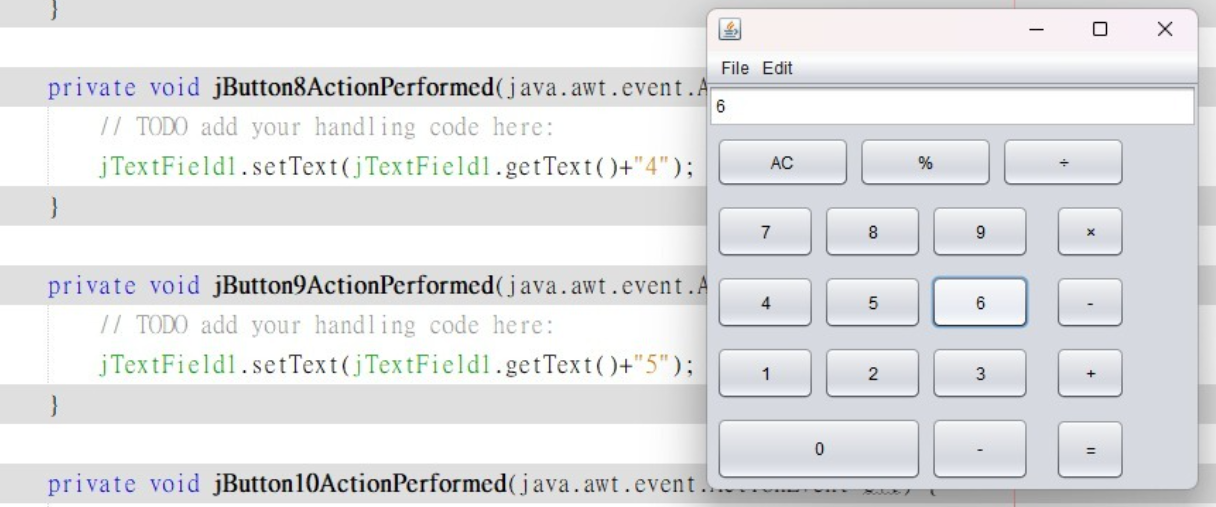 }
private void jButton8ActionPerformed(java.awt.event.A
// TODO add your handling code here:
jTextField1.setText(jTextField1.getText()+"4");
}
private void jButton9ActionPerformed(java.awt.event.A
// TODO add your handling code here:
jTextField1.setText(jTextField1.getText()+"5");
}
private void jButton10ActionPerformed(java.awt.event.ActionEvent evt) {
File Edit
6
AC % ÷
7 8 9 ×
4 5 6 -
1 2 3 +
0 - =